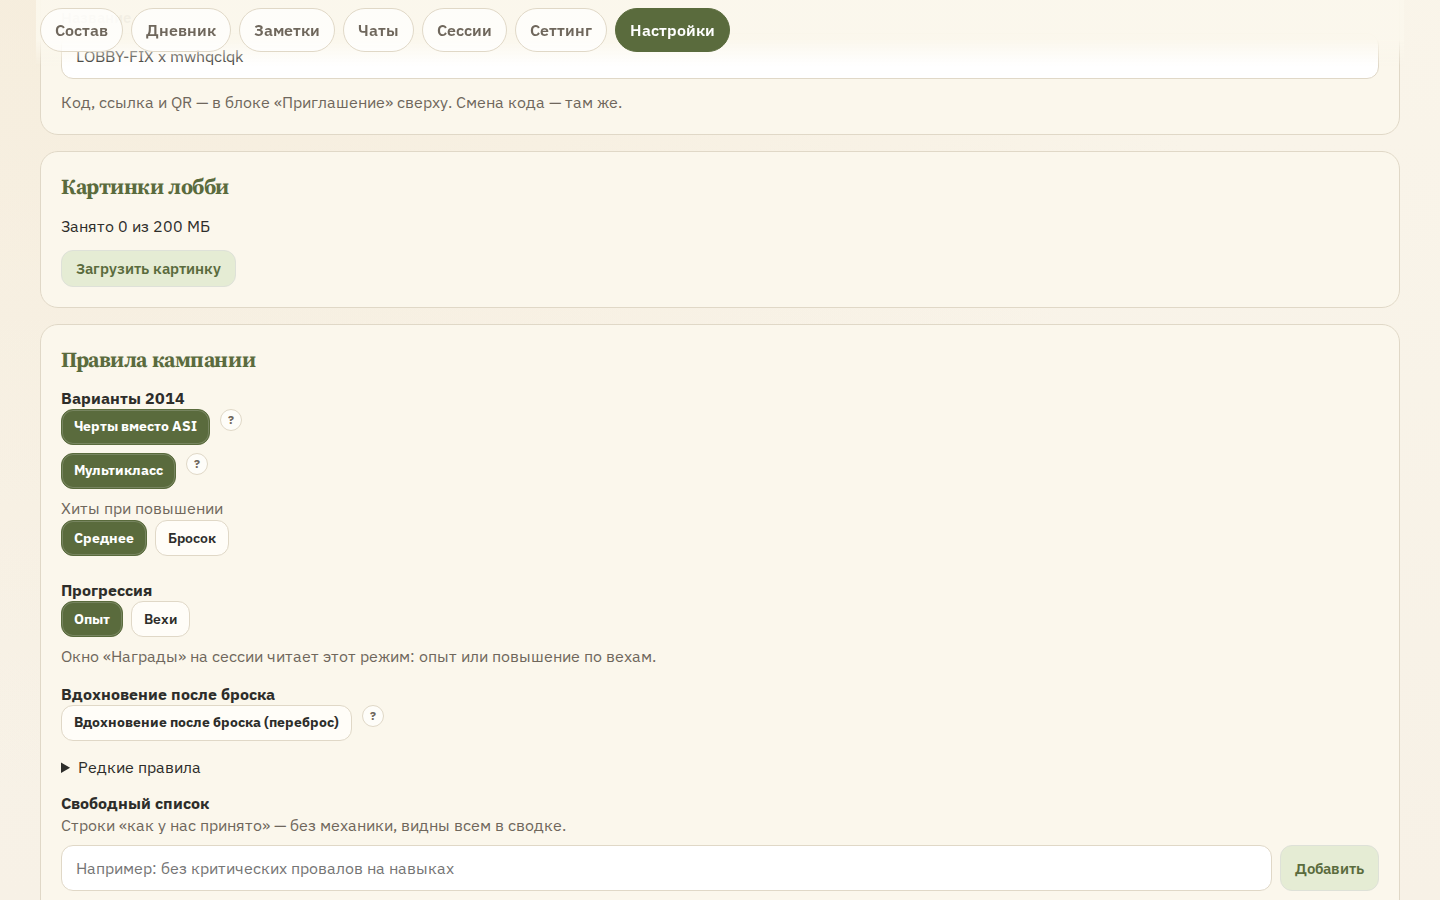 Состав Дневник Заметки Чаты Сессии Сеттинг Настройки
LOBBY-FIX x mwhqclqk
Код, ссылка и QR — в блоке «Приглашение» сверху. Смена кода — там же.
Картинки лобби
Занято 0 из 200 МБ
Загрузить картинку
Правила кампании
Варианты 2014
Черты вместо ASI ?
Мультикласс ?
Хиты при повышении
Среднее Бросок
Прогрессия
Опыт Вехи
Окно «Награды» на сессии читает этот режим: опыт или повышение по вехам.
Вдохновение после броска
Вдохновение после броска (переброс) ?
Редкие правила
Свободный список
Строки «как у нас принято» — без механики, видны всем в сводке.
Например: без критических провалов на навыках Добавить